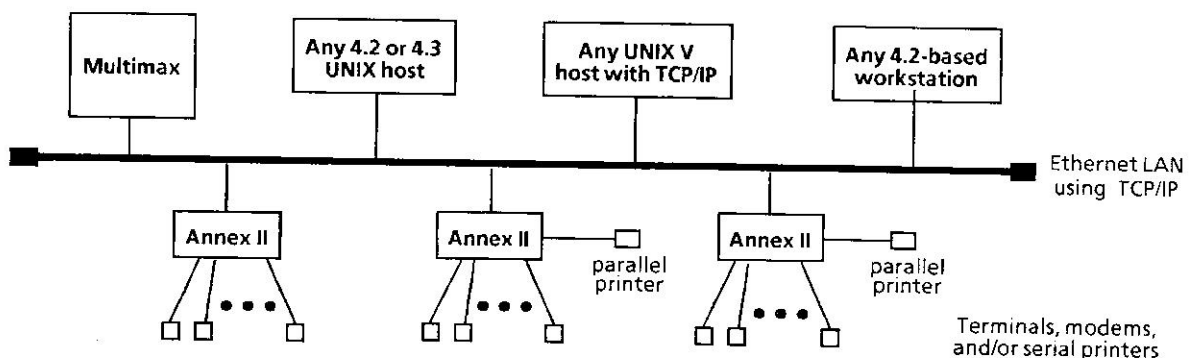 Multimax
Any 4.2 or 4.3
UNIX host
Any UNIX V
host with TCP/IP
Any 4.2-based
workstation
Ethernet LAN
using TCP/IP
Annex II
Annex II
parallel
printer
Annex II
parallel
printer
Terminals, modems,
and/or serial printers